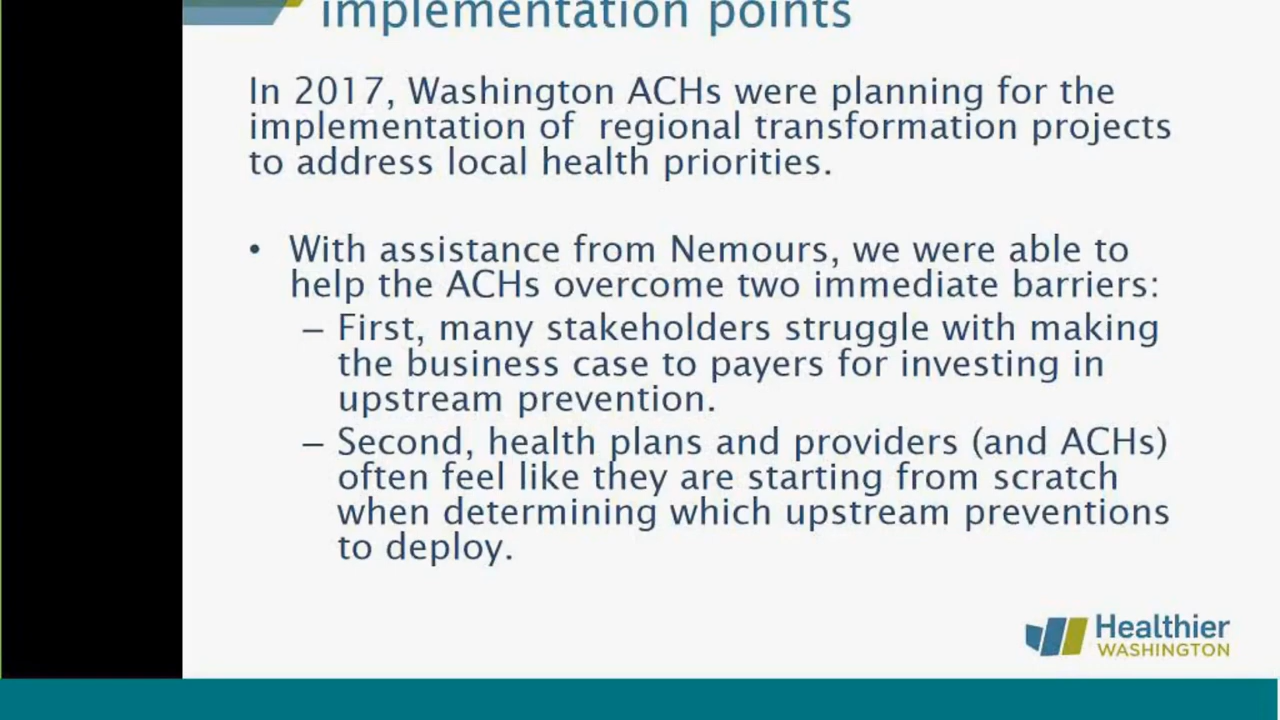 implementation points
In 2017, Washington ACHs were planning for the
implementation of regional transformation projects
to address local health priorities.
• With assistance from Nemours, we were able to
help the ACHs overcome two immediate barriers:
– First, many stakeholders struggle with making
the business case to payers for investing in
upstream prevention.
– Second, health plans and providers (and ACHs)
often feel like they are starting from scratch
when determining which upstream preventions
to deploy.
Healthier
WASHINGTON